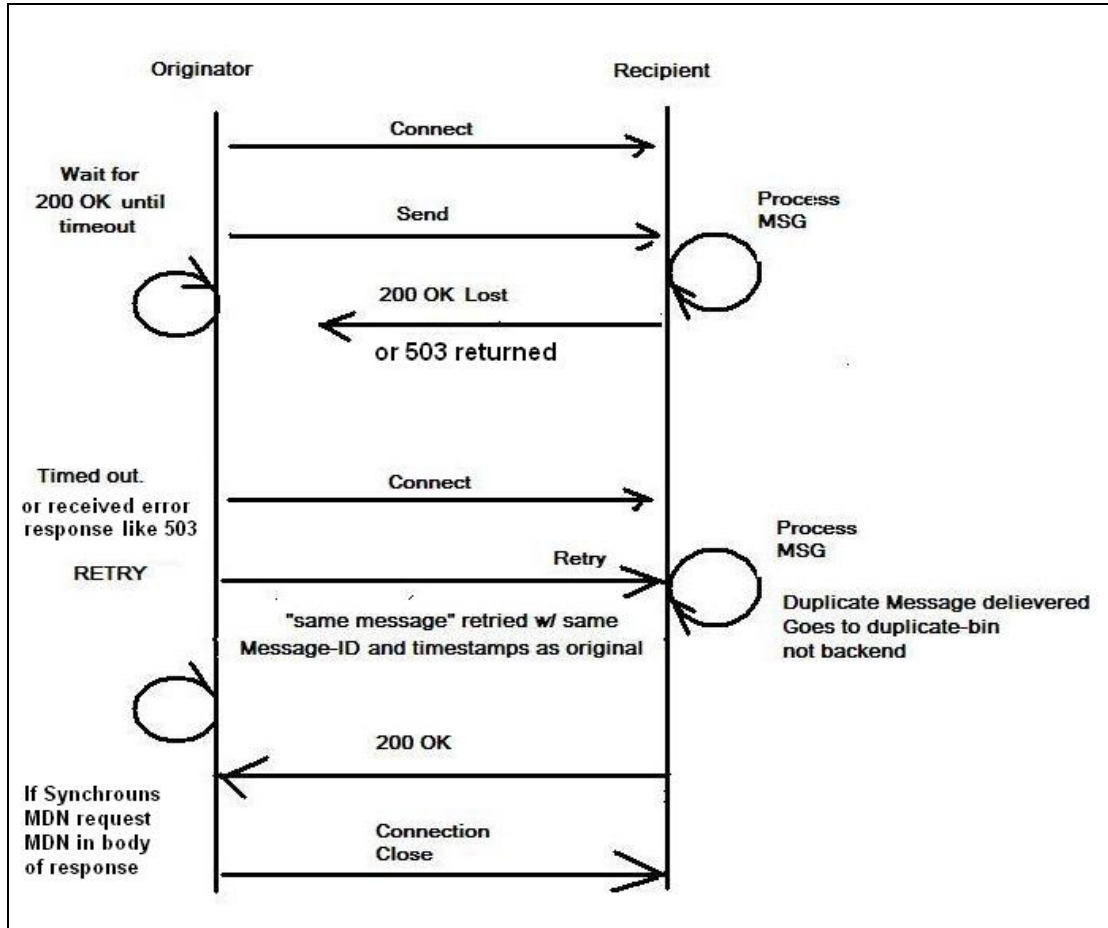 Originator
Recipient
Connect
Wait for
200 OK until
timeout
Send
Process
MSG
200 OK Lost
or 503 returned
Timed out.
or received error
response like 503
RETRY
Connect
Retry
Process
MSG
Duplicate Message delievered
Goes to duplicate-bin
not backend
"same message" retried w/ same
Message-ID and timestamps as original
200 OK
If Synchrouns
MDN request
MDN in body
of response
Connection
Close